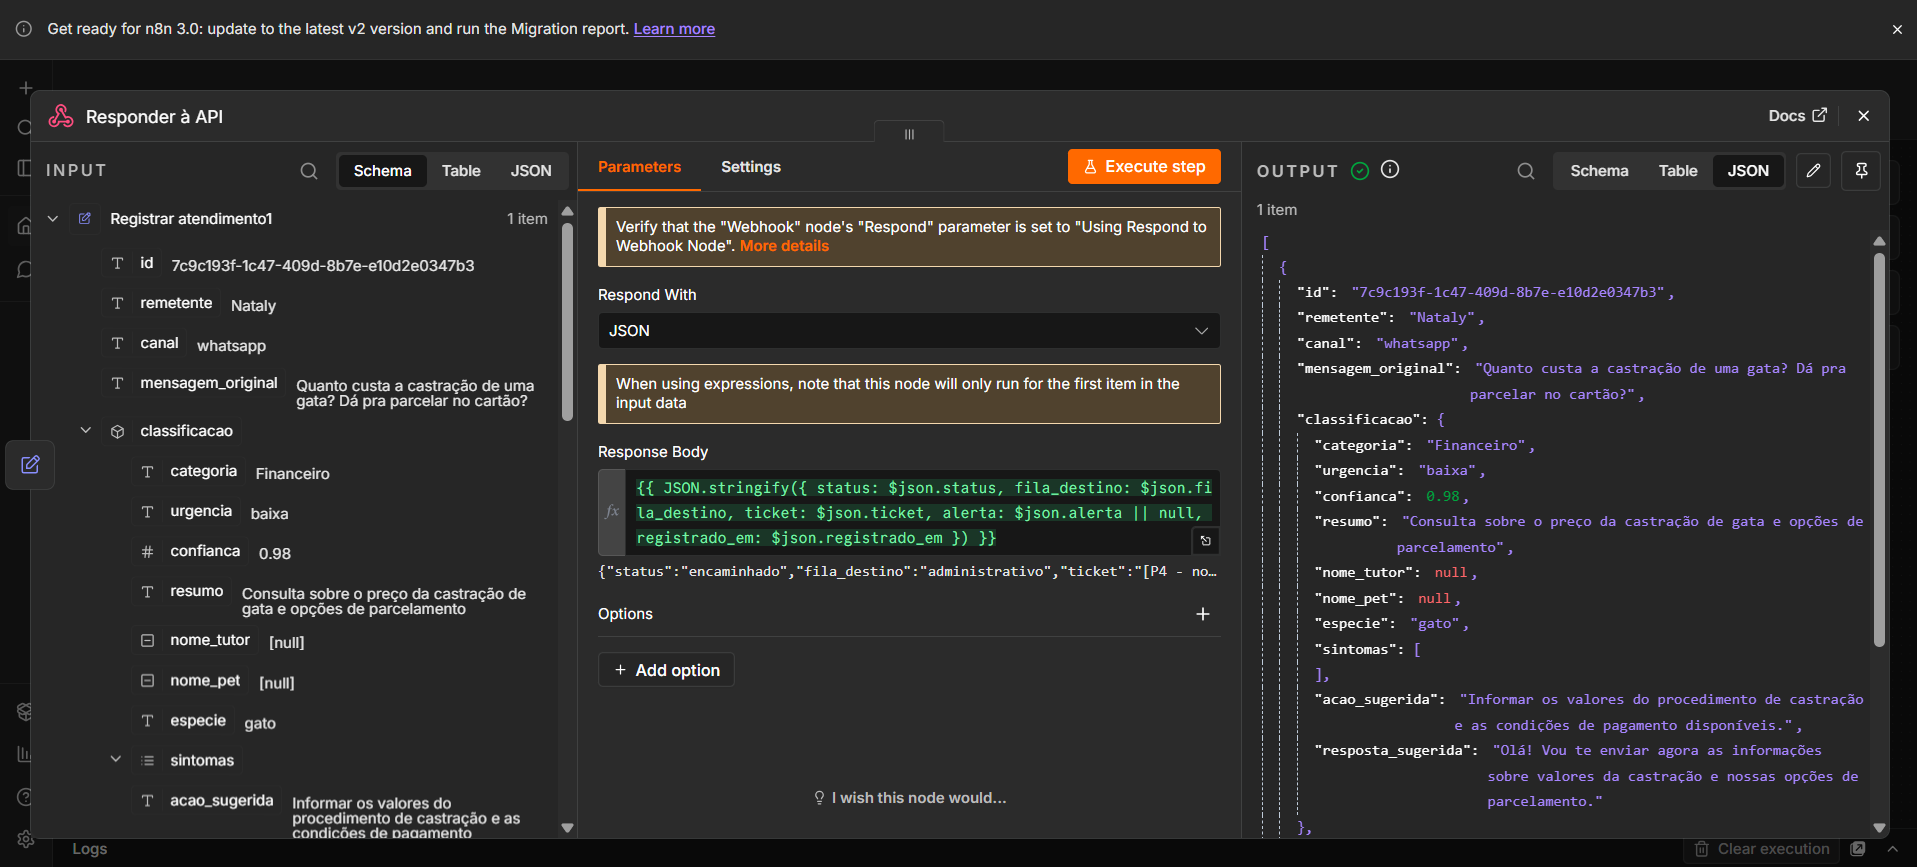 Get ready for n8n 3.0: update to the latest v2 version and run the Migration report. Learn more
Responder à API
Docs
INPUT
Schema
Table
JSON
Registrar atendimento1
1 item
id
7c9c193f-1c47-409d-8b7e-e10d2e0347b3
remetente
Nataly
canal
whatsapp
mensagem_original
Quanto custa a castração de uma
gata? Dá pra parcelar no cartão?
classificacao
categoria
Financeiro
urgencia
baixa
confianca
0.98
resumo
Consulta sobre o preço da castração de
gata e opções de parcelamento
nome_tutor
[null]
nome_pet
[null]
especie
gato
sintomas
acao_sugerida
Informar os valores do
procedimento de castração e as
condições de pagamento
Parameters
Settings
Execute step
Verify that the "Webhook" node's "Respond" parameter is set to "Using Respond to
Webhook Node". More details
Respond With
JSON
When using expressions, note that this node will only run for the first item in the
input data
Response Body
fx
{{ JSON.stringify({ status: $json.status, fila_destino: $json.fi
la_destino, ticket: $json.ticket, alerta: $json.alerta || null,
registrado_em: $json.registrado_em }) }}
{"status":"encaminhado","fila_destino":"administrativo","ticket":"[P4 - no…
Options
+ Add option
I wish this node would...
OUTPUT
Schema
Table
JSON
1 item
[
{
"id": "7c9c193f-1c47-409d-8b7e-e10d2e0347b3",
"remetente": "Nataly",
"canal": "whatsapp",
"mensagem_original": "Quanto custa a castração de uma gata? Dá pra
parcelar no cartão?",
"classificacao": {
"categoria": "Financeiro",
"urgencia": "baixa",
"confianca": 0.98,
"resumo": "Consulta sobre o preço da castração de gata e opções de
parcelamento",
"nome_tutor": null,
"nome_pet": null,
"especie": "gato",
"sintomas": [
],
"acao_sugerida": "Informar os valores do procedimento de castração
e as condições de pagamento disponíveis.",
"resposta_sugerida": "Olá! Vou te enviar agora as informações
sobre valores da castração e nossas opções de
parcelamento."
},
Logs
Clear execution